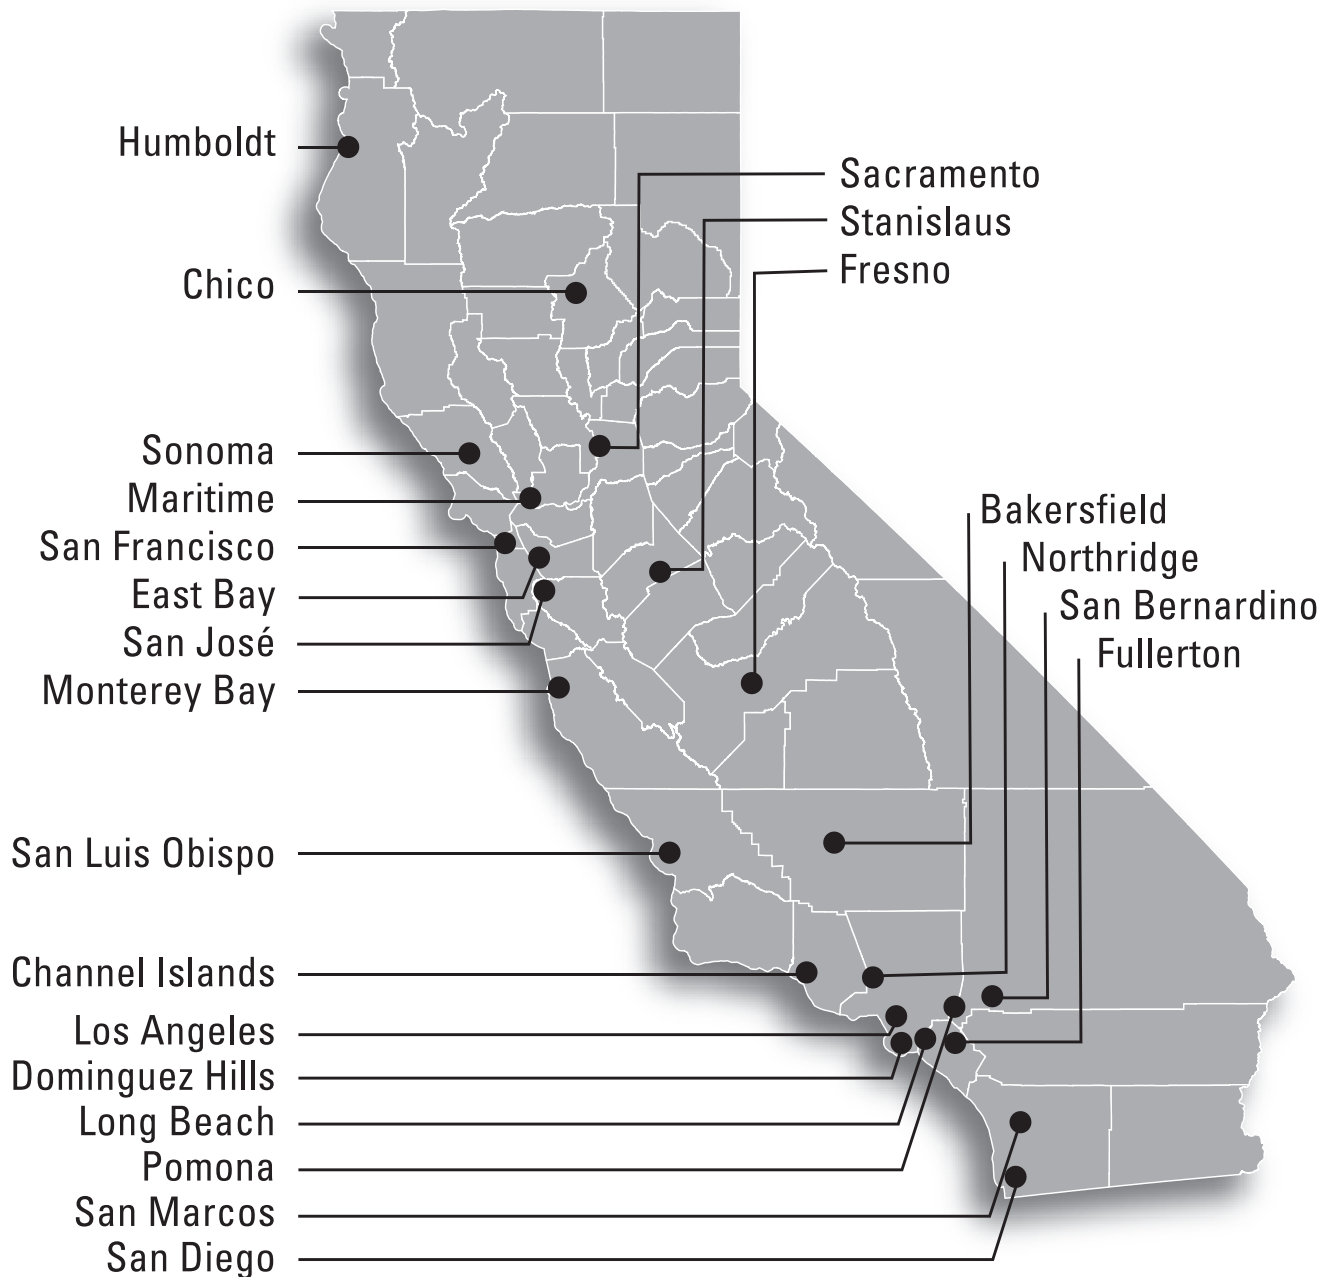 Humboldt
Sacramento
Stanislaus
Fresno
Chico
Sonoma
Maritime
San Francisco
East Bay
San José
Monterey Bay
Bakersfield
Northridge
San Bernardino
Fullerton
San Luis Obispo
Channel Islands
Los Angeles
Dominguez Hills
Long Beach
Pomona
San Marcos
San Diego